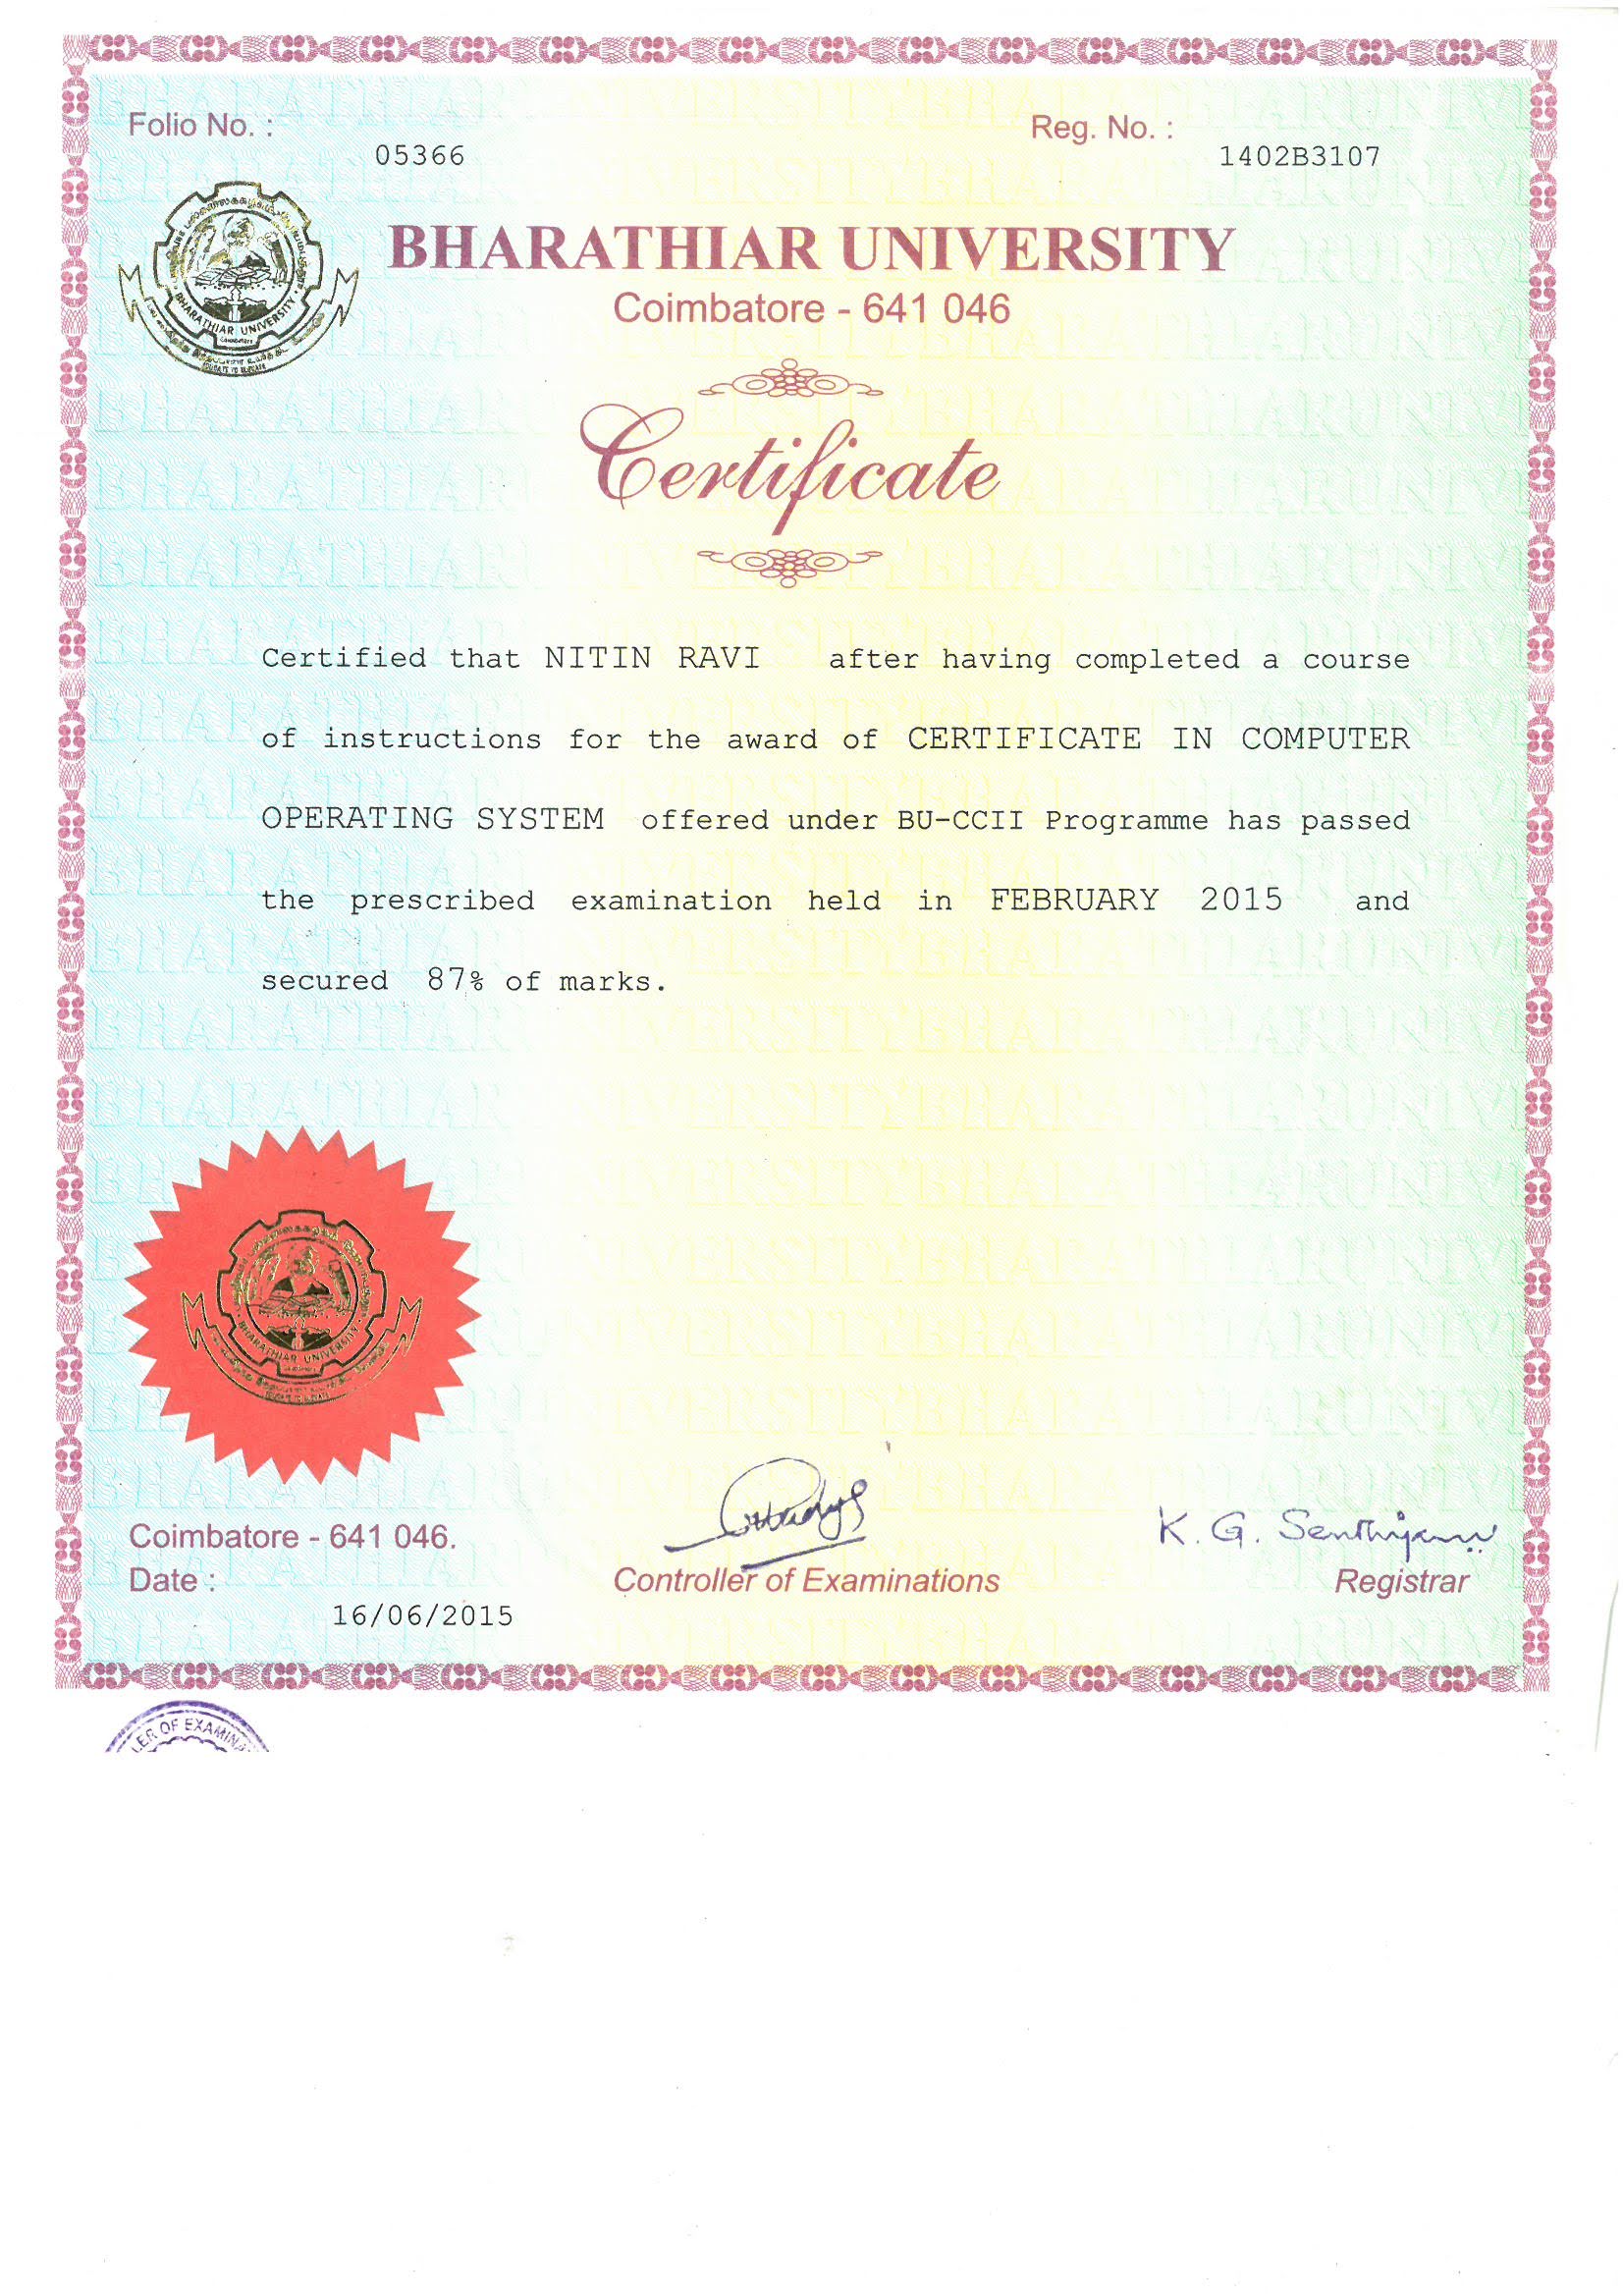 Folio No. :
05366
Reg. No. :
1402B3107
BHARATHIAR UNIVERSITY
Coimbatore - 641 046
Certificate
Certified that NITIN RAVI after having completed a course
of instructions for the award of CERTIFICATE IN COMPUTER
OPERATING SYSTEM offered under BU-CCII Programme has passed
the prescribed examination held in FEBRUARY 2015 and
secured 87% of marks.
BHARATHIAR UNIVERSITY
BHARATHIAR UNIVERSITY
Coimbatore - 641 046.
Date :
16/06/2015
Controller of Examinations
K. G.
Registrar
LER OF EXAMINA